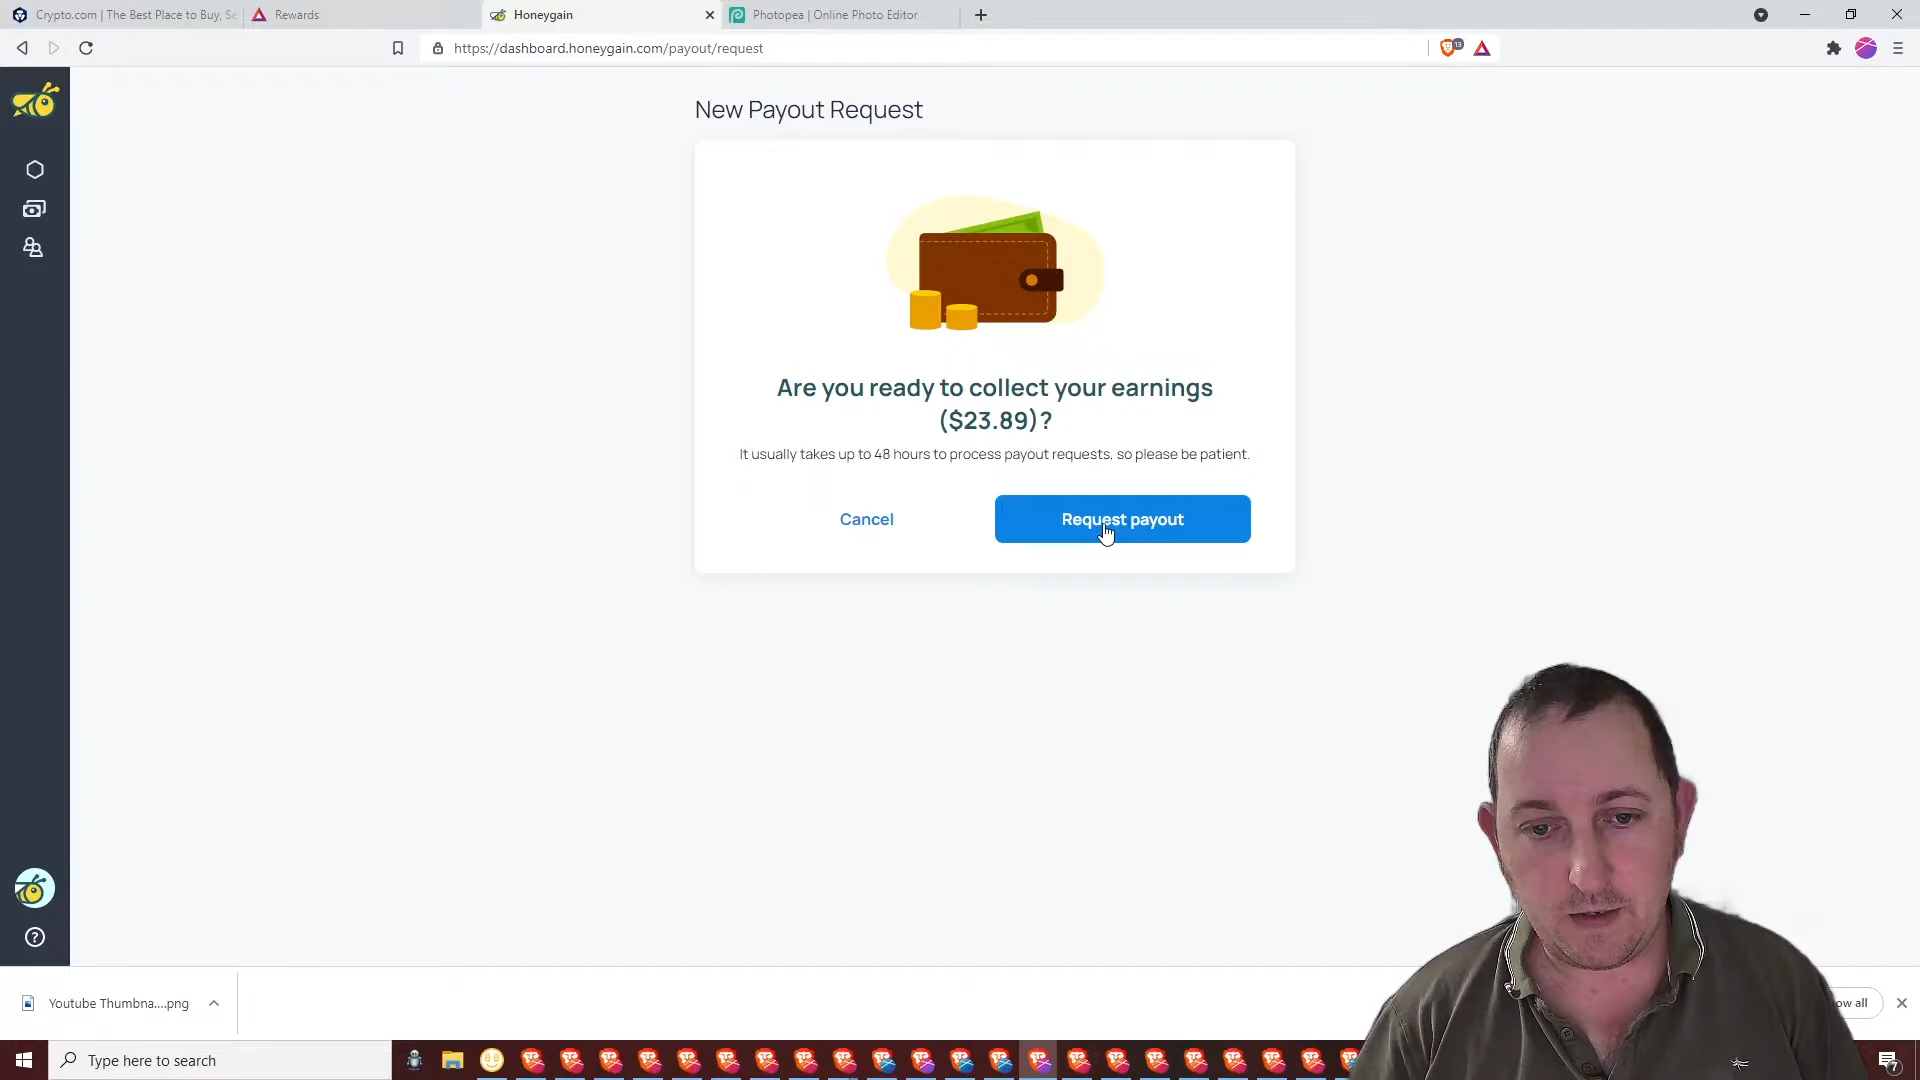 Crypto.com | The Best Place to Buy, Se
Rewards
Honeygain
Photopea | Online Photo Editor
https://dashboard.honeygain.com/payout/request
13
New Payout Request
Are you ready to collect your earnings
($23.89)?
It usually takes up to 48 hours to process payout requests, so please be patient.
Cancel
Request payout
Youtube Thumbna....png
ow all
Type here to search
7